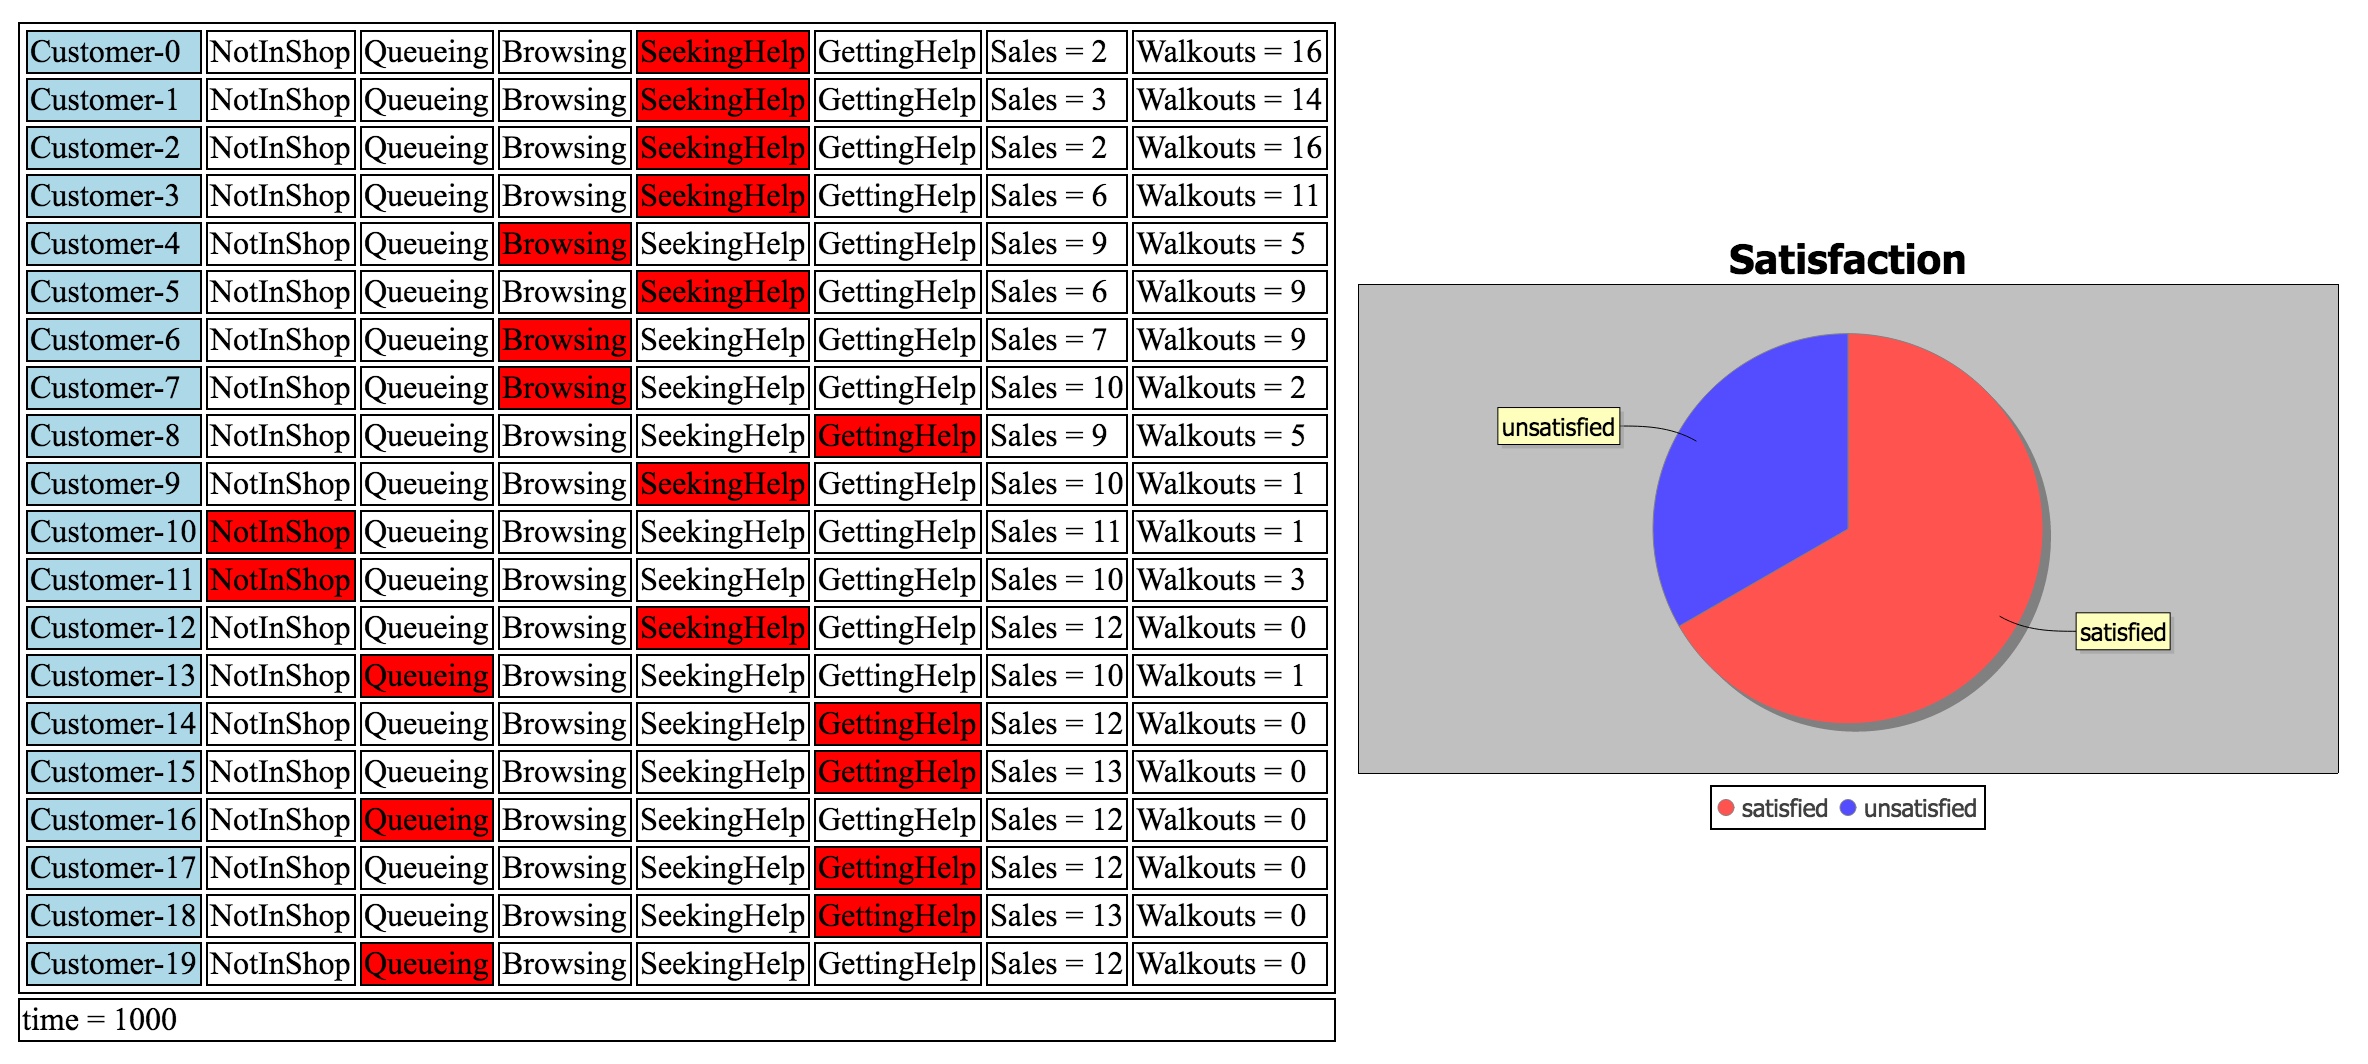 Customer-0 NotInShop Queueing Browsing SeekingHelp GettingHelp Sales = 2 Walkouts = 16
Customer-1 NotInShop Queueing Browsing SeekingHelp GettingHelp Sales = 3 Walkouts = 14
Customer-2 NotInShop Queueing Browsing SeekingHelp GettingHelp Sales = 2 Walkouts = 16
Customer-3 NotInShop Queueing Browsing SeekingHelp GettingHelp Sales = 6 Walkouts = 11
Customer-4 NotInShop Queueing Browsing SeekingHelp GettingHelp Sales = 9 Walkouts = 5
Customer-5 NotInShop Queueing Browsing SeekingHelp GettingHelp Sales = 6 Walkouts = 9
Customer-6 NotInShop Queueing Browsing SeekingHelp GettingHelp Sales = 7 Walkouts = 9
Customer-7 NotInShop Queueing Browsing SeekingHelp GettingHelp Sales = 10 Walkouts = 2
Customer-8 NotInShop Queueing Browsing SeekingHelp GettingHelp Sales = 9 Walkouts = 5
Customer-9 NotInShop Queueing Browsing SeekingHelp GettingHelp Sales = 10 Walkouts = 1
Customer-10 NotInShop Queueing Browsing SeekingHelp GettingHelp Sales = 11 Walkouts = 1
Customer-11 NotInShop Queueing Browsing SeekingHelp GettingHelp Sales = 10 Walkouts = 3
Customer-12 NotInShop Queueing Browsing SeekingHelp GettingHelp Sales = 12 Walkouts = 0
Customer-13 NotInShop Queueing Browsing SeekingHelp GettingHelp Sales = 10 Walkouts = 1
Customer-14 NotInShop Queueing Browsing SeekingHelp GettingHelp Sales = 12 Walkouts = 0
Customer-15 NotInShop Queueing Browsing SeekingHelp GettingHelp Sales = 13 Walkouts = 0
Customer-16 NotInShop Queueing Browsing SeekingHelp GettingHelp Sales = 12 Walkouts = 0
Customer-17 NotInShop Queueing Browsing SeekingHelp GettingHelp Sales = 12 Walkouts = 0
Customer-18 NotInShop Queueing Browsing SeekingHelp GettingHelp Sales = 13 Walkouts = 0
Customer-19 NotInShop Queueing Browsing SeekingHelp GettingHelp Sales = 12 Walkouts = 0
time = 1000
Satisfaction
unsatisfied
satisfied
satisfied unsatisfied